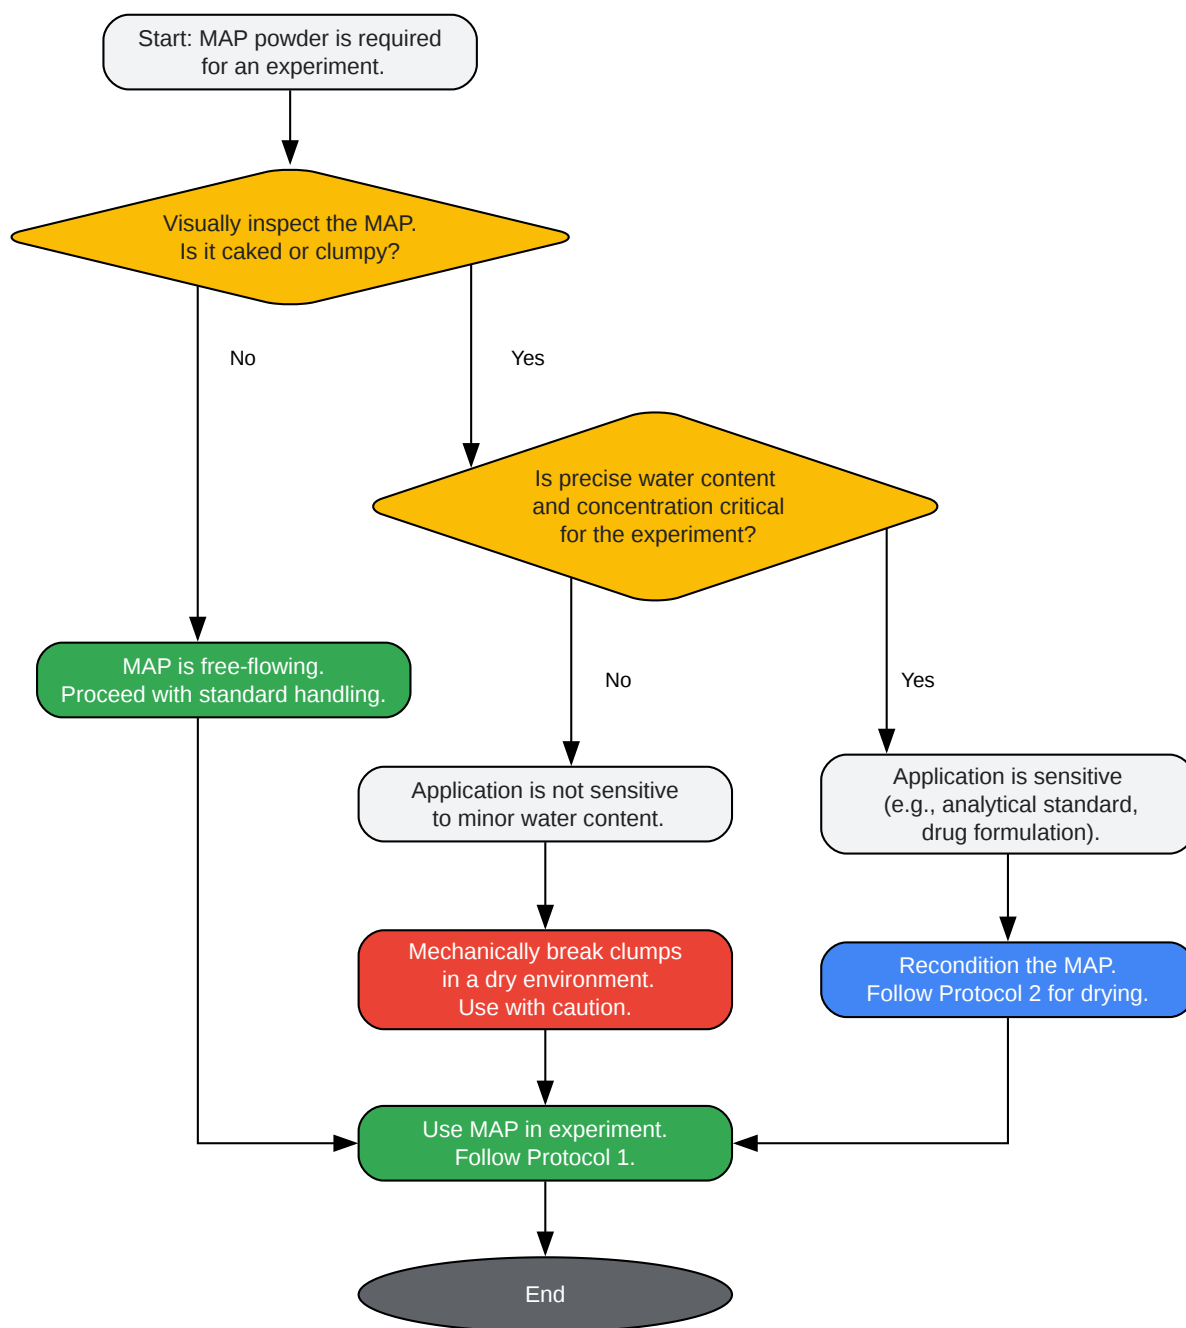 Start: MAP powder is required
for an experiment.
Visually inspect the MAP.
Is it caked or clumpy?
No
Yes
Is precise water content
and concentration critical
for the experiment?
MAP is free-flowing.
Proceed with standard handling.
No
Yes
Application is not sensitive
to minor water content.
Application is sensitive
(e.g., analytical standard,
drug formulation).
Mechanically break clumps
in a dry environment.
Use with caution.
Recondition the MAP.
Follow Protocol 2 for drying.
Use MAP in experiment.
Follow Protocol 1.
End